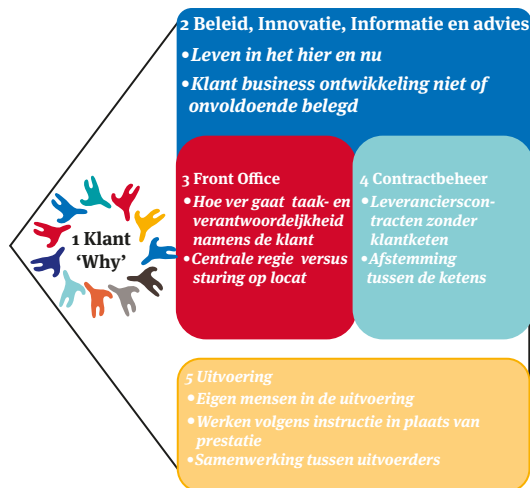 2 Beleid, Innovatie, Informatie en advies
•Leven in het hier en nu
•Klant business ontwikkeling niet of
onvoldoende belegd
1 Klant
‘Why’
3 Front Office
•Hoe ver gaat taak- en
verantwoordeljkheid
namens de klant
•Centrale regie versus
sturing op locat
4 Contractbeheer
•Leverancierscon-
tracten zonder
klantketen
•Afstemming
tussen de ketens
5 Uitvoering
•Eigen mensen in de uitvoering
•Werken volgens instructie in plaats van
prestatie
•Samenwerking tussen uitvoerders